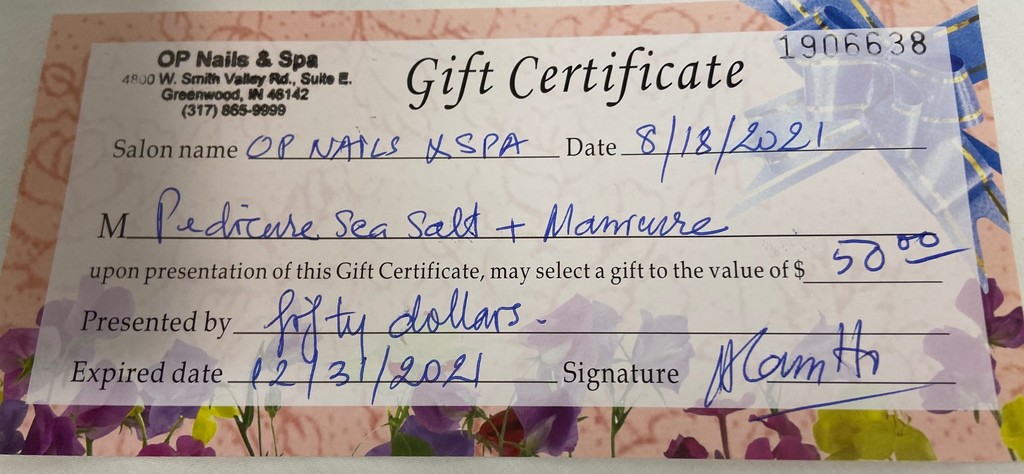 OP Nails & Spa
4800 W. Smith Valley Rd., Suite E.
Greenwood, IN 46142
(317) 865-9999
Gift Certificate
1906638
Salon name OP NAILS & SPA Date 8/18/2021
M Pedicure Sea Salt + Manicure
upon presentation of this Gift Certificate, may select a gift to the value of $ 50 00
Presented by fifty dollars.
Expired date 12/31/2021 Signature